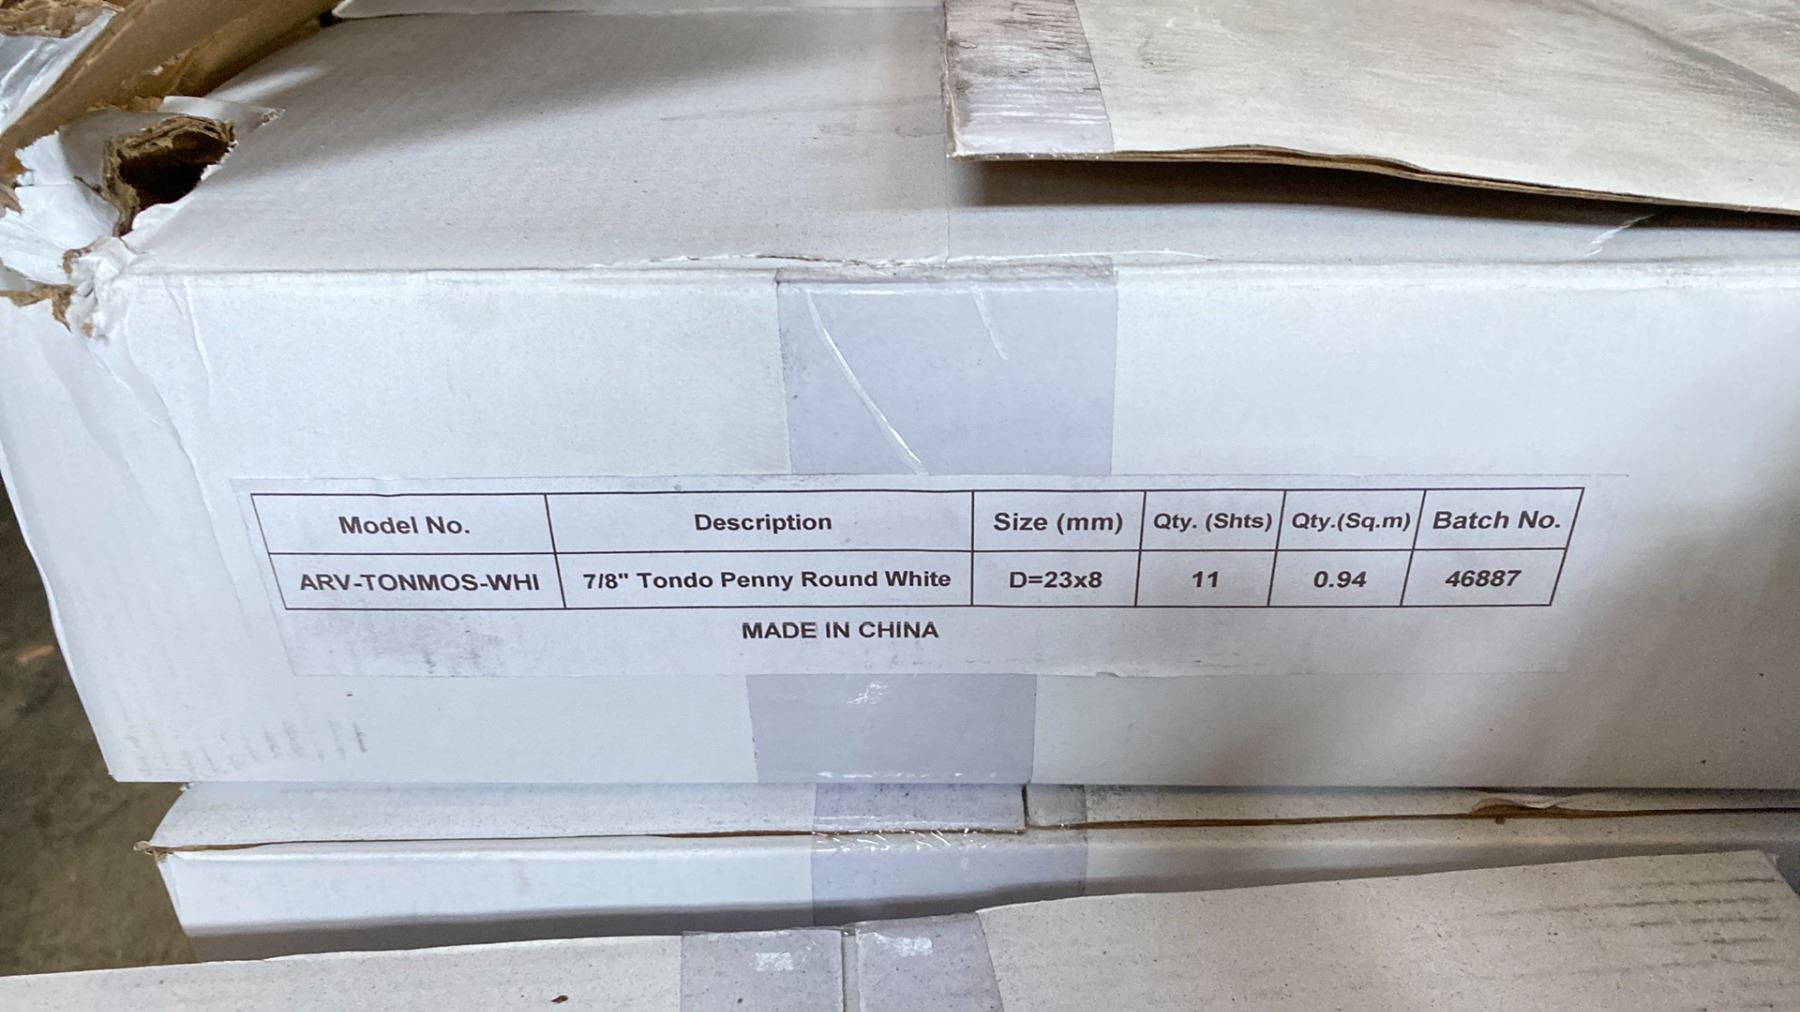 Model No. Description Size (mm) Qty. (Shts) Qty.(Sq.m) Batch No.
ARV-TONMOS-WHI 7/8" Tondo Penny Round White D=23x8 11 0.94 46887
MADE IN CHINA